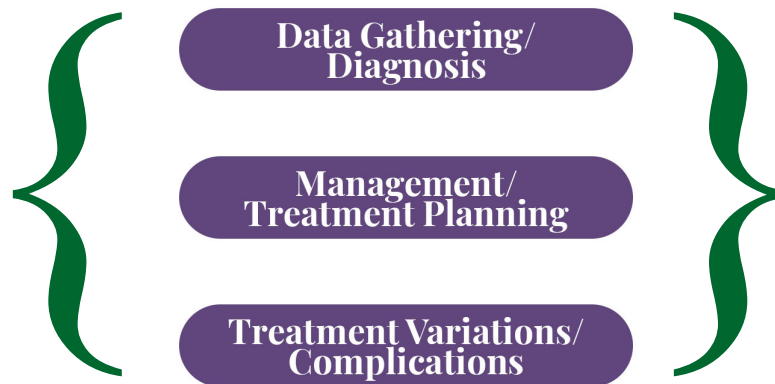 Data Gathering/
Diagnosis
Management/
Treatment Planning
Treatment Variations/
Complications